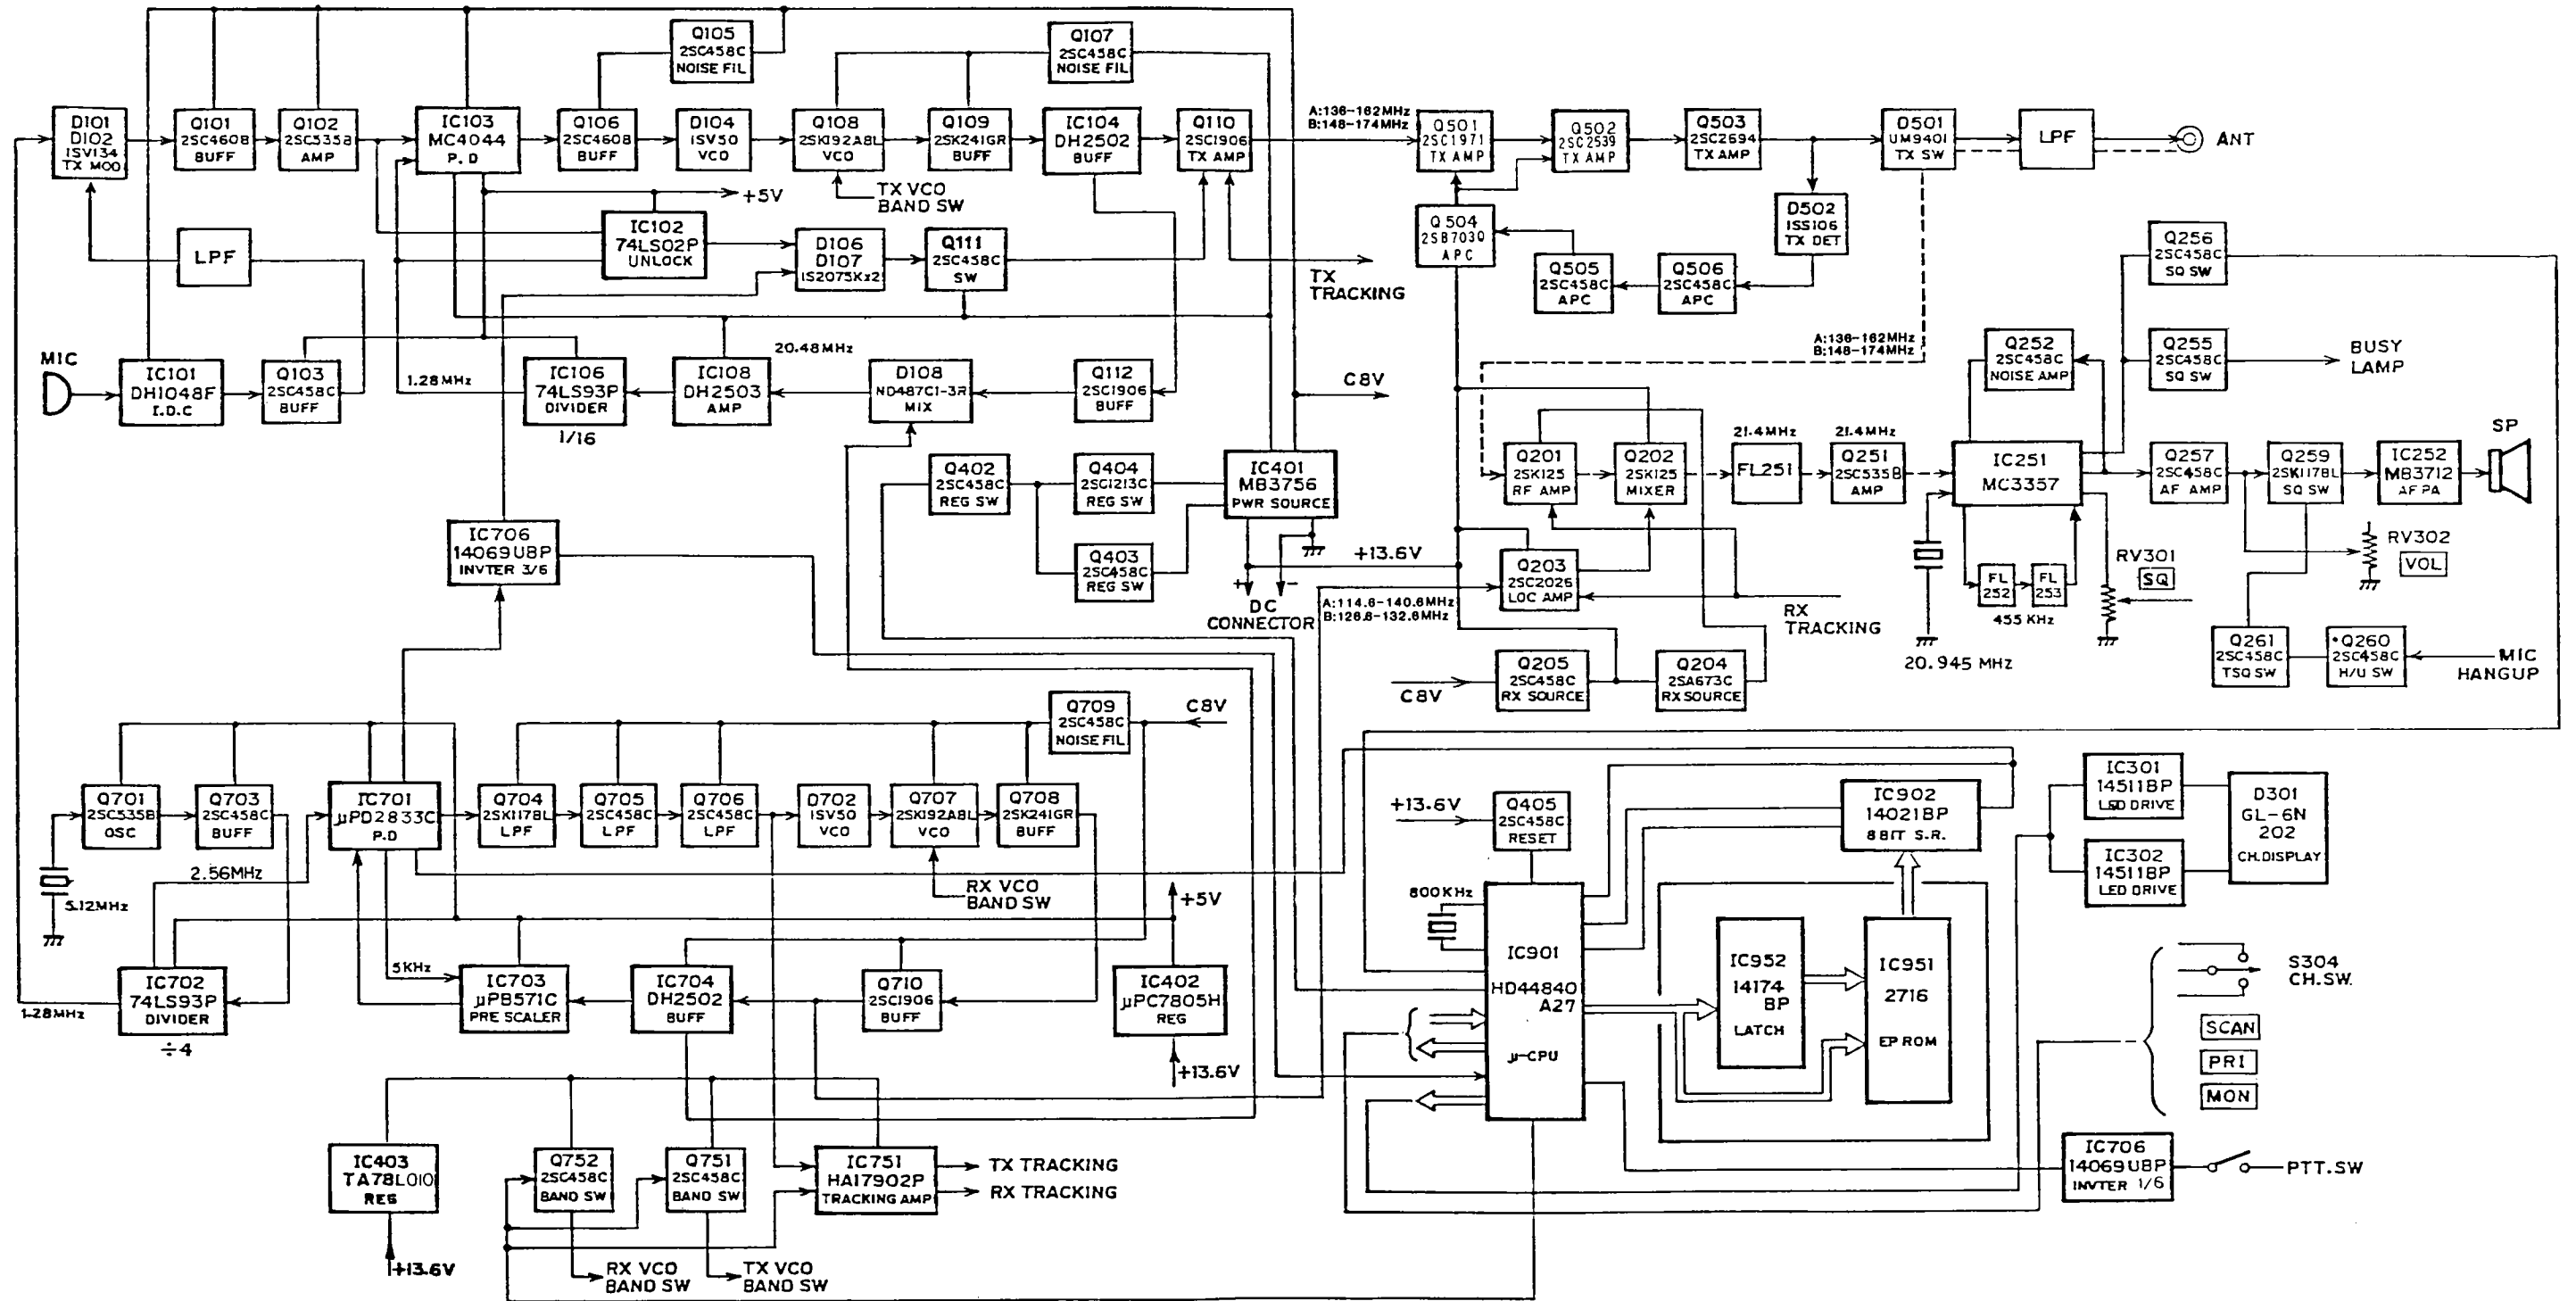 Q105
2SC458C
NOISE FIL
Q107
2SC458C
NOISE FIL
D101
D102
ISV134
TX MOD
Q101
2SC460B
BUFF
Q102
2SC535B
AMP
IC103
MC4044
P.D
Q106
2SC460B
BUFF
D104
ISV50
VCO
Q108
2SK192ABL
VCO
Q109
2SK241GR
BUFF
IC104
DH2502
BUFF
Q110
2SC1906
TX AMP
A:136-162MHz
B:148-174MHz
Q501
2SC1971
TX AMP
Q502
2SC2539
TX AMP
Q503
2SC2694
TX AMP
D501
UM9401
TX SW
LPF
ANT
+5V
TX VCO
BAND SW
IC102
74LS02P
UNLOCK
D106
D107
IS2075Kx2
Q111
2SC458C
SW
TX
TRACKING
Q504
2SB703Q
APC
Q505
2SC458C
APC
Q506
2SC458C
APC
D502
ISS106
TX DET
LPF
Q256
2SC458C
SQ SW
MIC
IC101
DH1048F
I.D.C
Q103
2SC458C
BUFF
1.28MHz
IC106
74LS93P
DIVIDER
1/16
IC108
DH2503
AMP
20.48MHz
D108
ND487C1-3R
MIX
Q112
2SC1906
BUFF
C8V
A:136-162MHz
B:148-174MHz
Q252
2SC458C
NOISE AMP
Q255
2SC458C
SQ SW
BUSY
LAMP
Q402
2SC458C
REG SW
Q404
2SC1213C
REG SW
IC401
MB3756
PWR SOURCE
Q403
2SC458C
REG SW
+13.6V
+
-
DC
CONNECTOR
Q201
2SK125
RF AMP
Q202
2SK125
MIXER
21.4MHz
FL251
21.4MHz
Q251
2SC535B
AMP
IC251
MC3357
Q257
2SC458C
AF AMP
Q259
2SK117BL
SQ SW
IC252
MB3712
AF PA
SP
IC706
14069UBP
INVTER 3/6
Q203
2SC2026
LOC AMP
A:114.6-140.6MHz
B:126.6-132.6MHz
RX
TRACKING
20.945 MHz
FL
252
FL
253
455 KHz
RV301
SQ
RV302
VOL
Q261
2SC458C
TSQ SW
Q260
2SC458C
H/U SW
MIC
HANGUP
C8V
Q205
2SC458C
RX SOURCE
Q204
2SA673C
RX SOURCE
Q709
2SC458C
NOISE FIL
C8V
Q701
2SC535B
OSC
Q703
2SC458C
BUFF
IC701
µPD2833C
P.D
Q704
2SK117BL
LPF
Q705
2SC458C
LPF
Q706
2SC458C
LPF
D702
ISV50
VCO
Q707
2SK192ABL
VCO
Q708
2SK241GR
BUFF
5.12MHz
2.56MHz
RX VCO
BAND SW
+5V
1.28MHz
IC702
74LS93P
DIVIDER
÷4
5KHz
IC703
µPB571C
PRE SCALER
IC704
DH2502
BUFF
Q710
2SC1906
BUFF
IC402
µPC7805H
REG
+13.6V
+13.6V
Q405
2SC458C
RESET
800KHz
IC901
HD44840
A27
µ-CPU
IC902
14021BP
8BIT S.R.
IC952
14174
BP
LATCH
IC951
2716
EPROM
IC301
14511BP
LED DRIVE
IC302
14511BP
LED DRIVE
D301
GL-6N
202
CH.DISPLAY
S304
CH.SW.
SCAN
PRI
MON
IC706
14069UBP
INVTER 1/6
PTT.SW
IC403
TA78L010
REG
+13.6V
Q752
2SC458C
BAND SW
Q751
2SC458C
BAND SW
IC751
HA17902P
TRACKING AMP
TX TRACKING
RX TRACKING
RX VCO
BAND SW
TX VCO
BAND SW